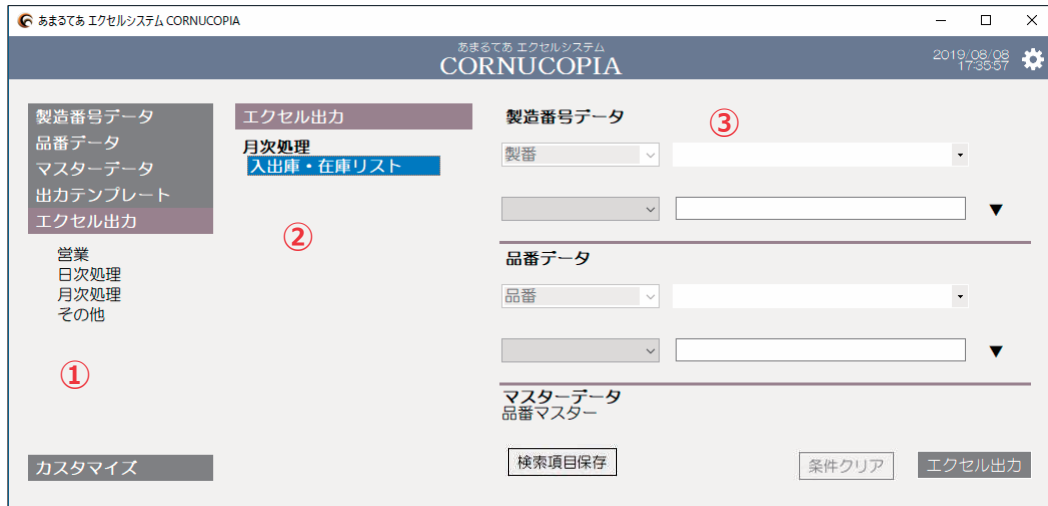 あまるてあ エクセルシステム CORNUCOPIA
あまるてあ エクセルシステム
CORNUCOPIA
2019/08/08
17:35:57
製造番号データ
品番データ
マスターデータ
出力テンプレート
エクセル出力
営業
日次処理
月次処理
その他
①
カスタマイズ
エクセル出力
月次処理
入出庫・在庫リスト
②
製造番号データ
③
製番
品番データ
品番
マスターデータ
品番マスター
検索項目保存
条件クリア
エクセル出力